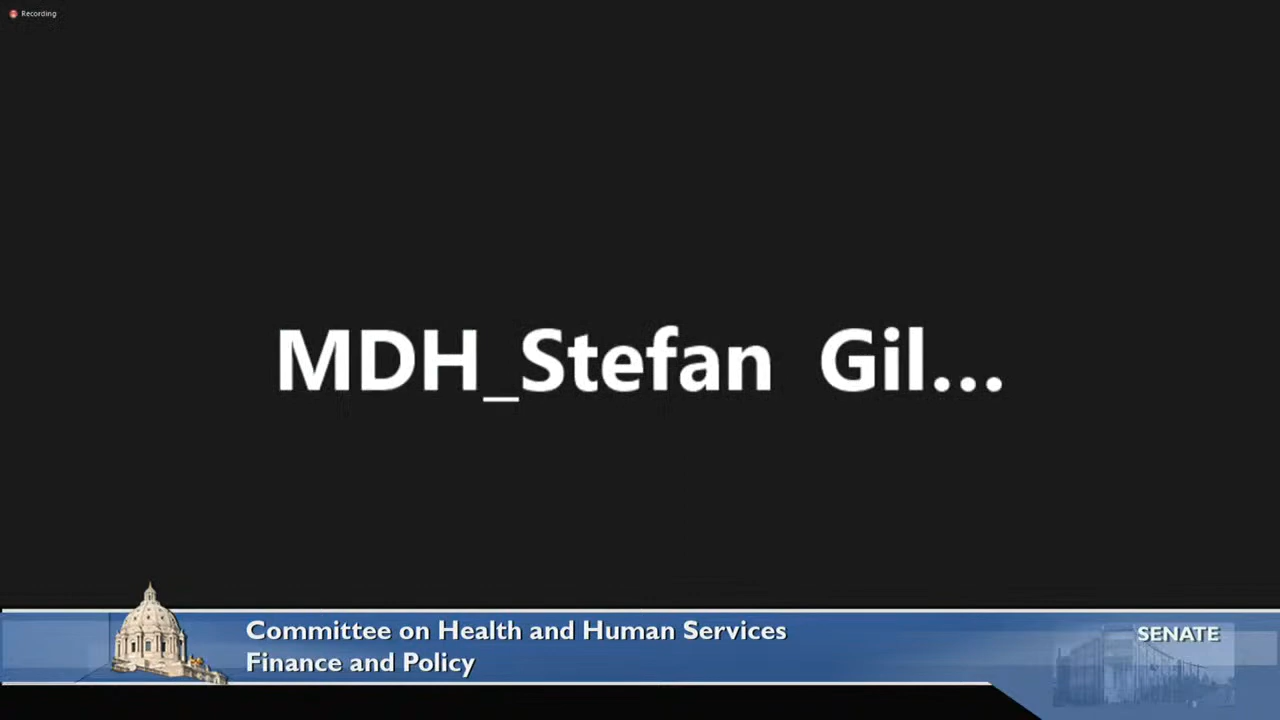 Recording
MDH_Stefan Gil...
Committee on Health and Human Services
Finance and Policy
SENATE